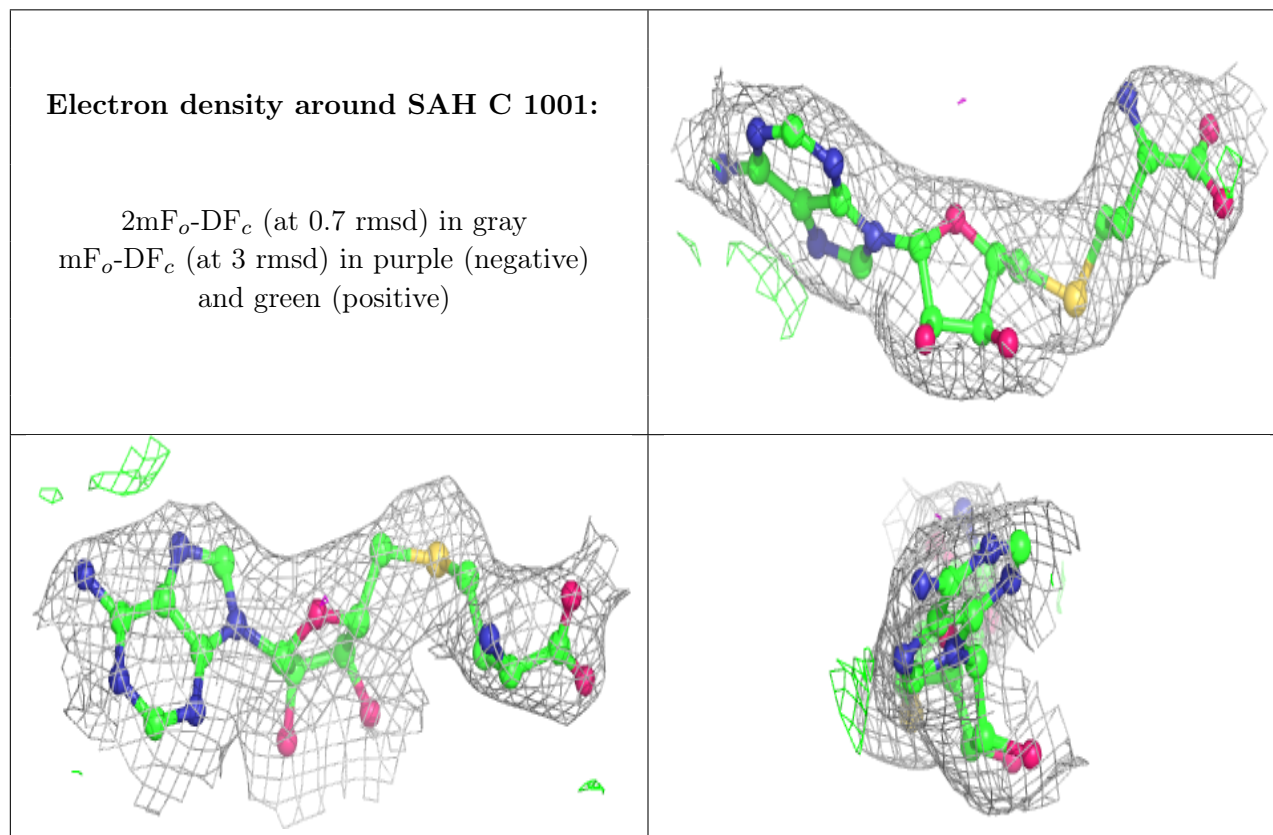 Electron density around SAH C 1001:
2mFo-DFc (at 0.7 rmsd) in gray
mFo-DFc (at 3 rmsd) in purple (negative)
and green (positive)